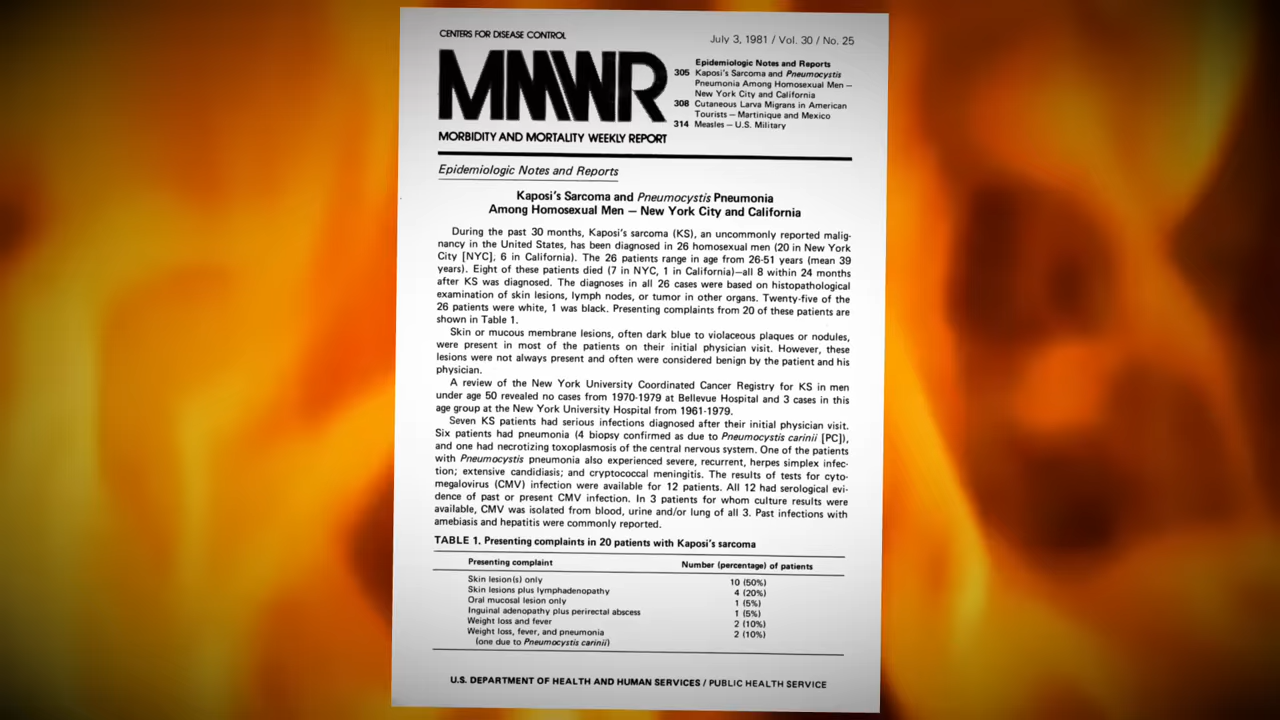 CENTERS FOR DISEASE CONTROL
July 3, 1981 / Vol. 30 / No. 25
MMWR
MORBIDITY AND MORTALITY WEEKLY REPORT
Epidemiologic Notes and Reports
305 Kaposi's Sarcoma and Pneumocystis
Pneumonia Among Homosexual Men –
New York City and California
308 Cutaneous Larva Migrans in American
Tourists – Martinique and Mexico
314 Measles – U.S. Military
Epidemiologic Notes and Reports
Kaposi's Sarcoma and Pneumocystis Pneumonia
Among Homosexual Men – New York City and California
During the past 30 months, Kaposi's sarcoma (KS), an uncommonly reported malig-
nancy in the United States, has been diagnosed in 26 homosexual men (20 in New York
City [NYC], 6 in California). The 26 patients range in age from 26-51 years (mean 39
years). Eight of these patients died (7 in NYC, 1 in California)—all 8 within 24 months
after KS was diagnosed. The diagnoses in all 26 cases were based on histopathological
examination of skin lesions, lymph nodes, or tumor in other organs. Twenty-five of the
26 patients were white, 1 was black. Presenting complaints from 20 of these patients are
shown in Table 1.
Skin or mucous membrane lesions, often dark blue to violaceous plaques or nodules,
were present in most of the patients on their initial physician visit. However, these
lesions were not always present and often were considered benign by the patient and his
physician.
A review of the New York University Coordinated Cancer Registry for KS in men
under age 50 revealed no cases from 1970-1979 at Bellevue Hospital and 3 cases in this
age group at the New York University Hospital from 1961-1979.
Seven KS patients had serious infections diagnosed after their initial physician visit.
Six patients had pneumonia (4 biopsy confirmed as due to Pneumocystis carinii [PC]),
and one had necrotizing toxoplasmosis of the central nervous system. One of the patients
with Pneumocystis pneumonia also experienced severe, recurrent, herpes simplex infec-
tion; extensive candidiasis; and cryptococcal meningitis. The results of tests for cyto-
megalovirus (CMV) infection were available for 12 patients. All 12 had serological evi-
dence of past or present CMV infection. In 3 patients for whom culture results were
available, CMV was isolated from blood, urine and/or lung of all 3. Past infections with
amebiasis and hepatitis were commonly reported.
TABLE 1. Presenting complaints in 20 patients with Kaposi's sarcoma
Presenting complaint Number (percentage) of patients
Skin lesion(s) only 10 (50%)
Skin lesions plus lymphadenopathy 4 (20%)
Oral mucosal lesion only 1 (5%)
Inguinal adenopathy plus perirectal abscess 1 (5%)
Weight loss and fever 2 (10%)
Weight loss, fever, and pneumonia 2 (10%)
(one due to Pneumocystis carinii)
U.S. DEPARTMENT OF HEALTH AND HUMAN SERVICES / PUBLIC HEALTH SERVICE